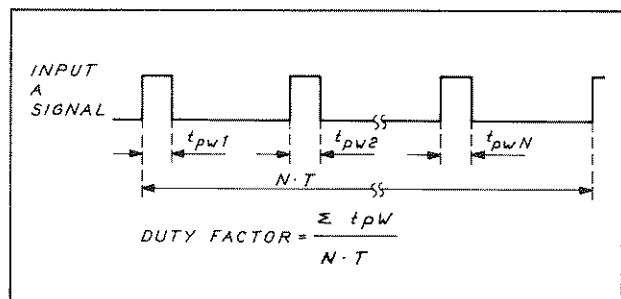 INPUT
A
SIGNAL
tpw1
tpw2
tpwN
N·T
DUTY FACTOR = Σ tpW
N·T